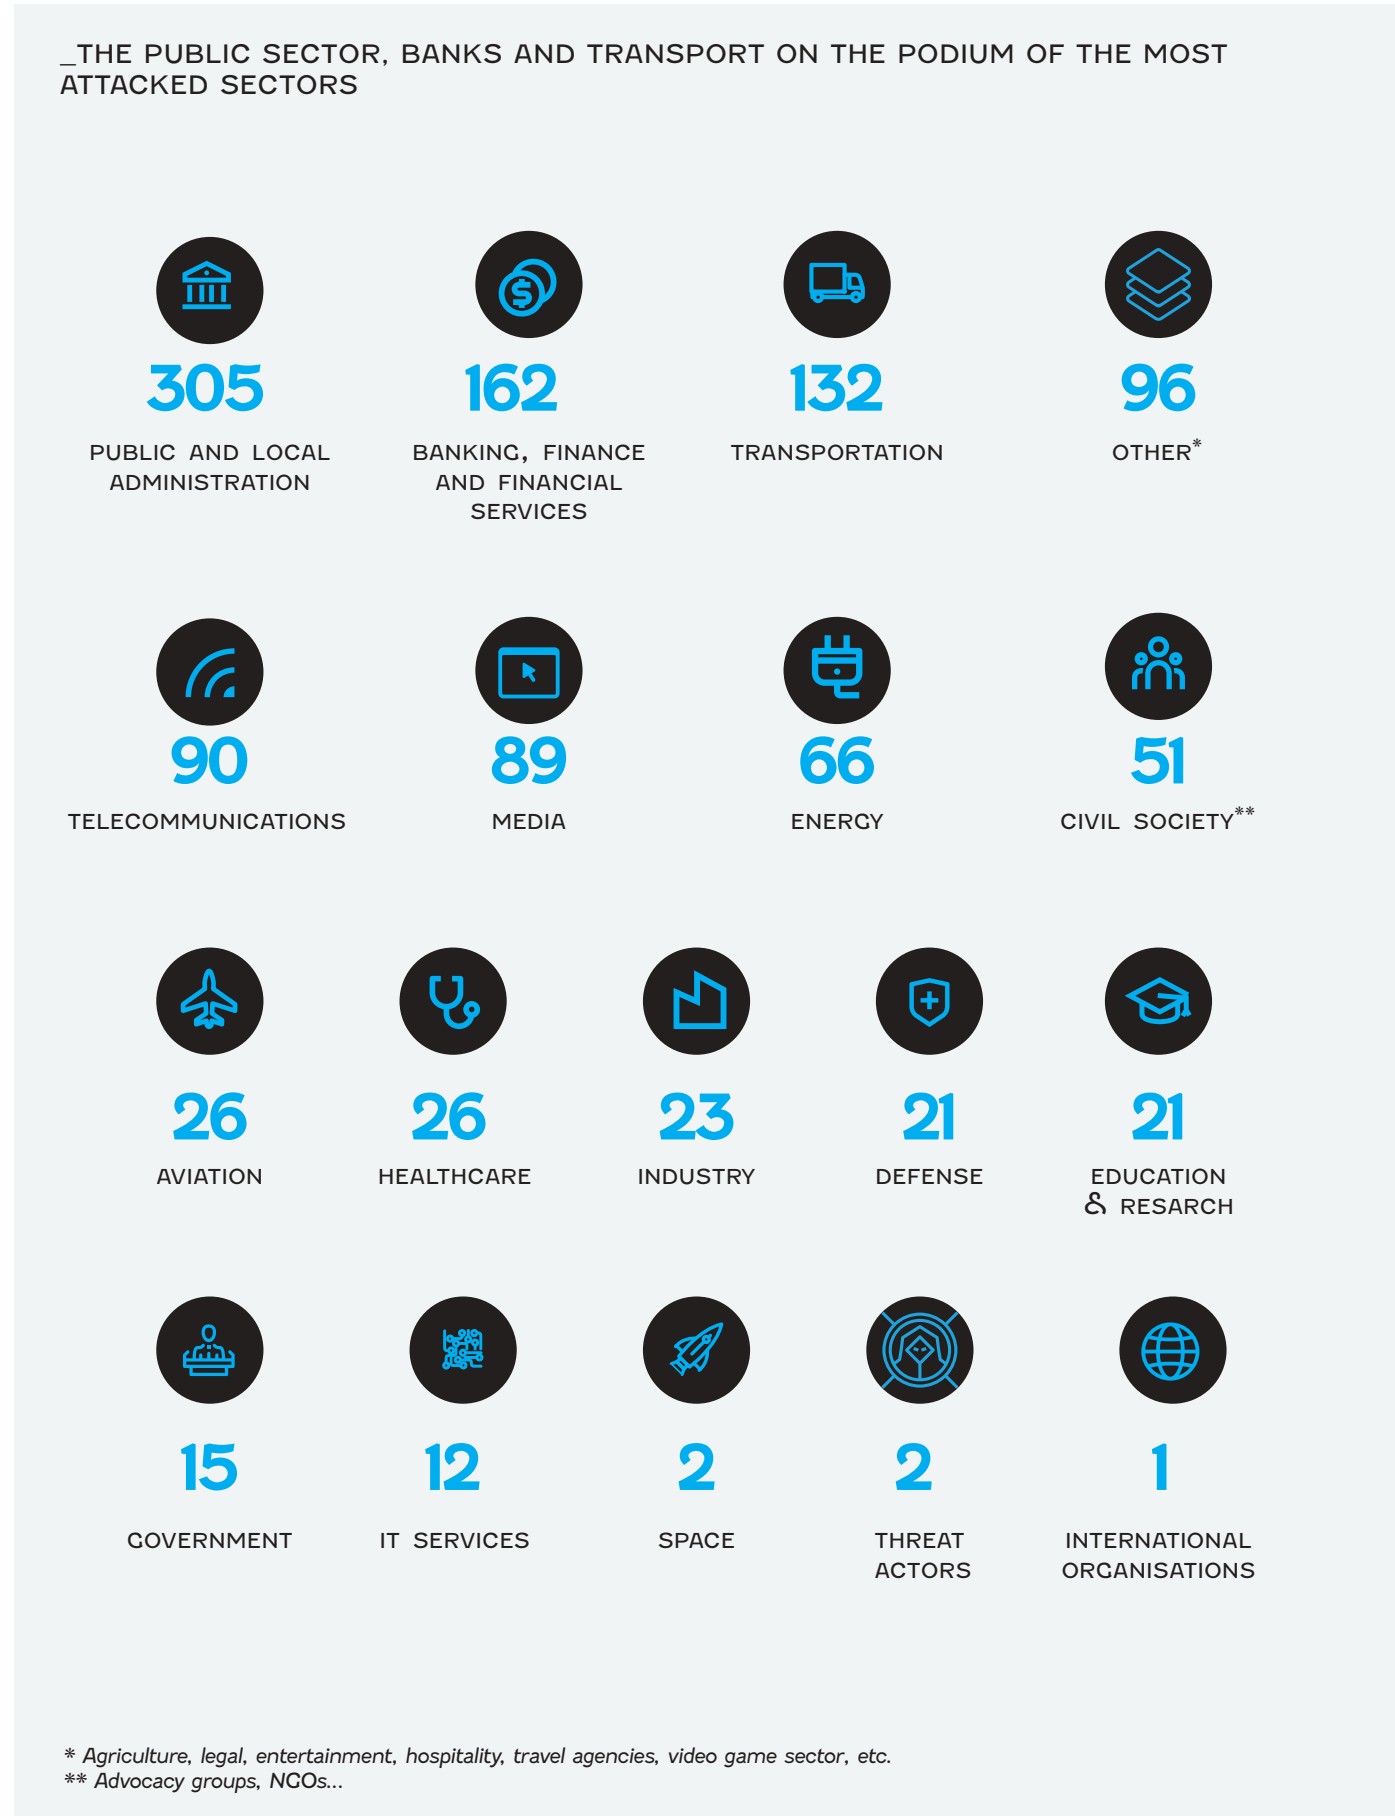 _THE PUBLIC SECTOR, BANKS AND TRANSPORT ON THE PODIUM OF THE MOST
ATTACKED SECTORS
305
PUBLIC AND LOCAL
ADMINISTRATION
162
BANKING, FINANCE
AND FINANCIAL
SERVICES
132
TRANSPORTATION
96
OTHER*
90
TELECOMMUNICATIONS
89
MEDIA
66
ENERGY
51
CIVIL SOCIETY**
26
AVIATION
26
HEALTHCARE
23
INDUSTRY
21
DEFENSE
21
EDUCATION
& RESARCH
15
GOVERNMENT
12
IT SERVICES
2
SPACE
2
THREAT
ACTORS
1
INTERNATIONAL
ORGANISATIONS
* Agriculture, legal, entertainment, hospitality, travel agencies, video game sector, etc.
** Advocacy groups, NGOs...